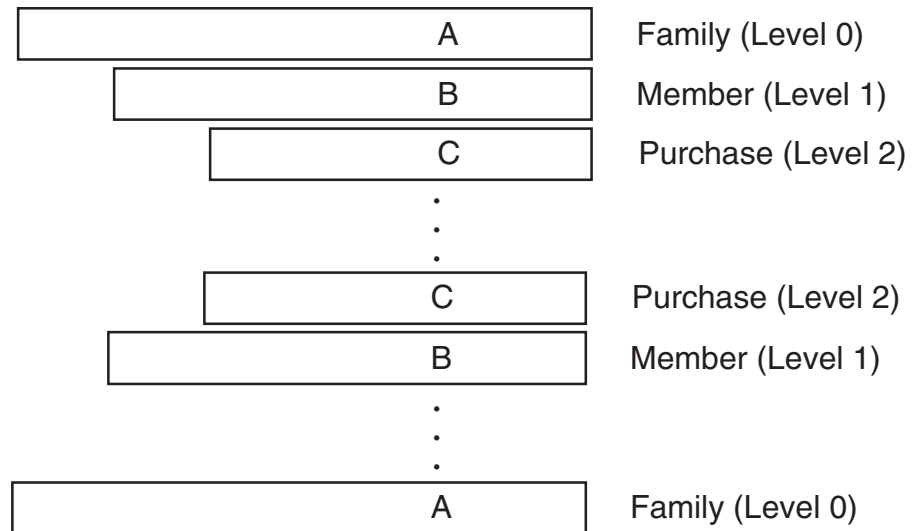 A Family (Level 0)
B Member (Level 1)
C Purchase (Level 2)
C Purchase (Level 2)
B Member (Level 1)
A Family (Level 0)